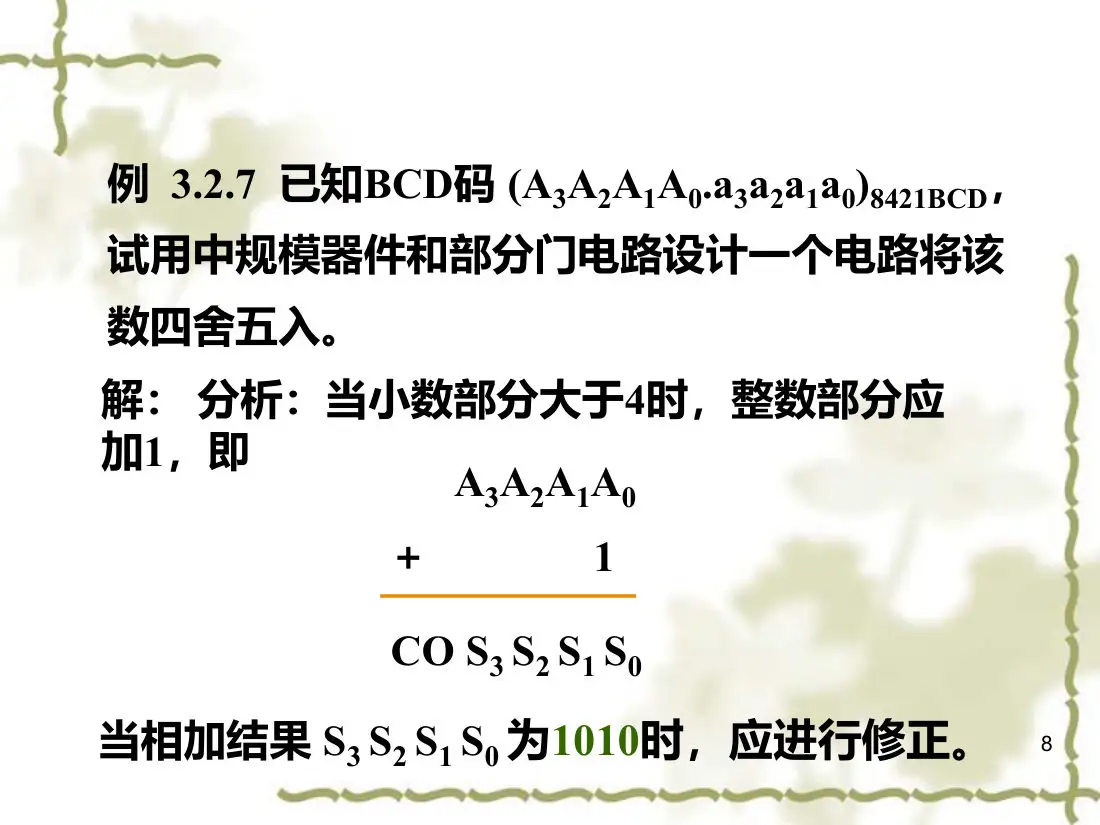 例 3.2.7 已知BCD码 (A₃A₂A₁A₀.a₃a₂a₁a₀)₈₄₂₁BCD，
试用中规模器件和部分门电路设计一个电路将该
数四舍五入。
解： 分析：当小数部分大于4时，整数部分应
加1，即
A₃A₂A₁A₀
+ 1
CO S₃ S₂ S₁ S₀
当相加结果 S₃ S₂ S₁ S₀ 为1010时，应进行修正。
8